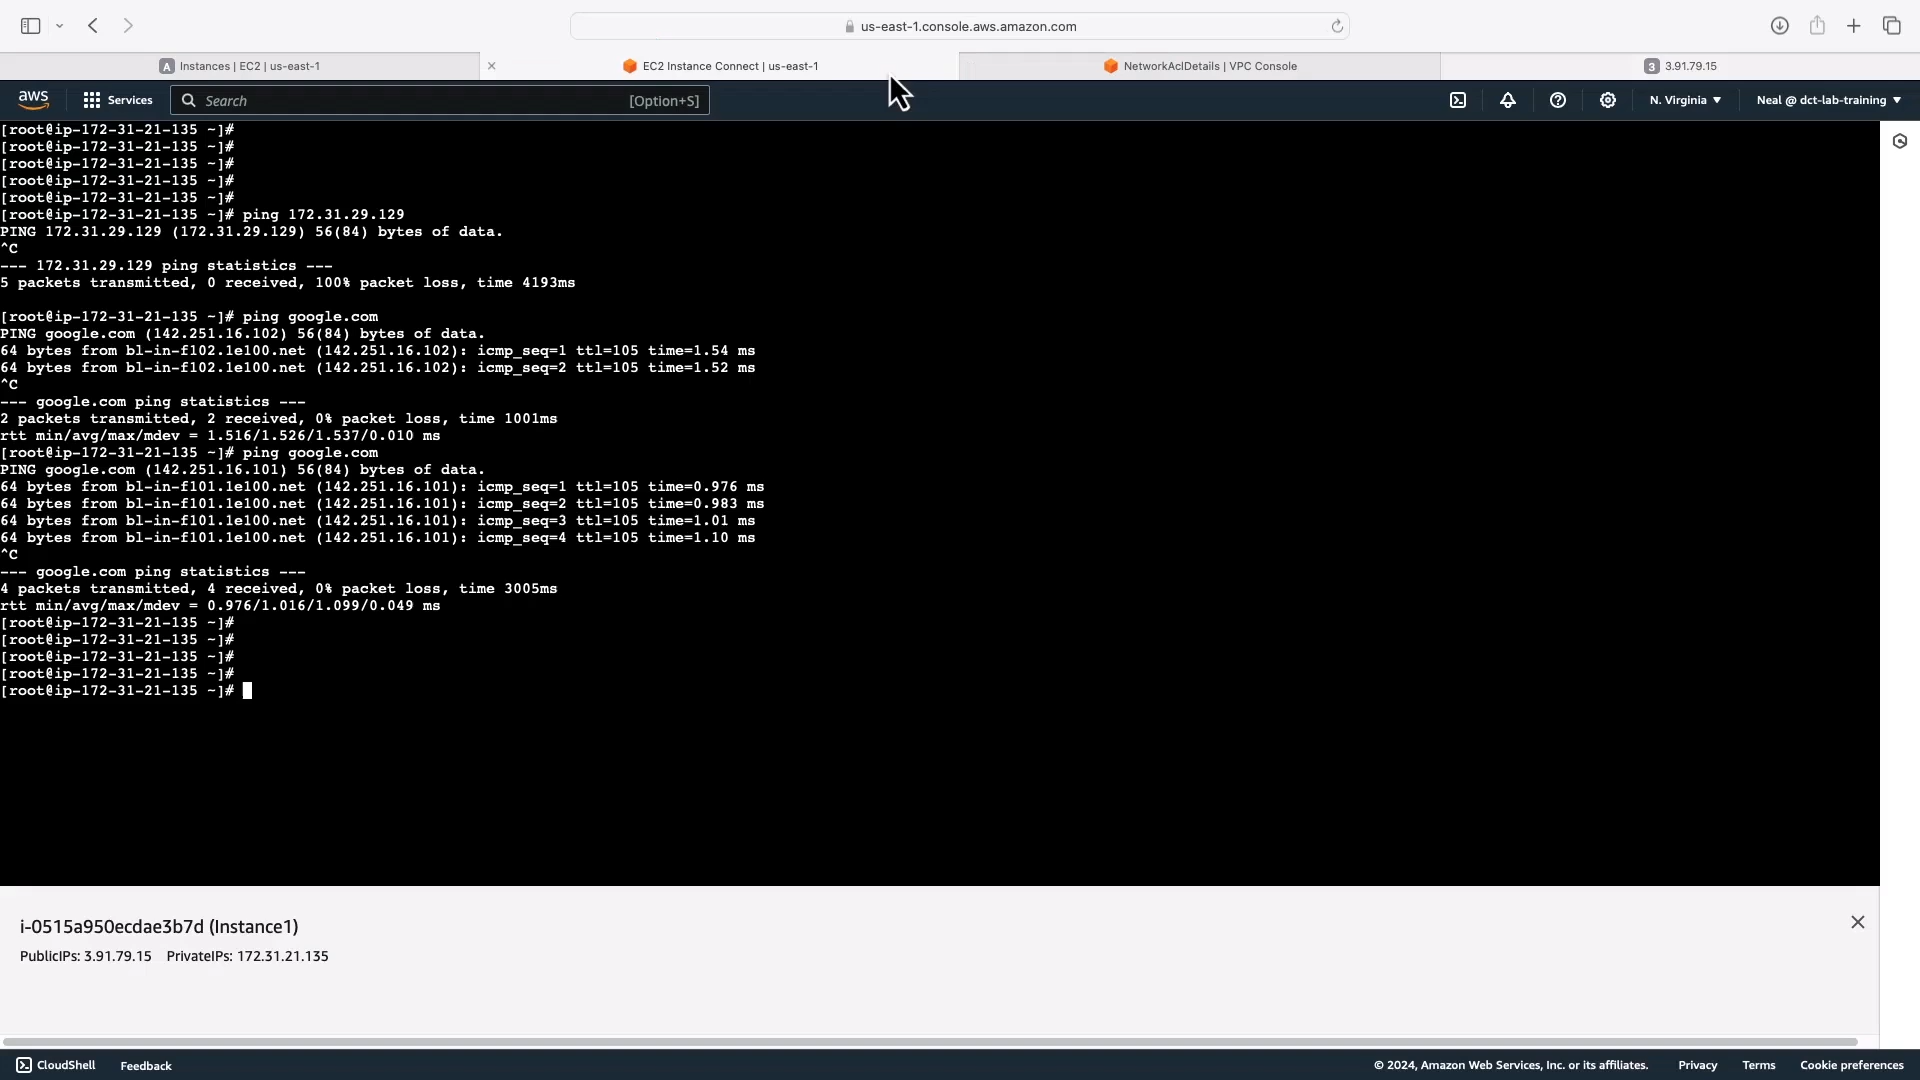 us-east-1.console.aws.amazon.com
A Instances | EC2 | us-east-1
EC2 Instance Connect | us-east-1
NetworkAclDetails | VPC Console
3 3.91.79.15
aws
Services
Search
[Option+S]
N. Virginia
Neal @ dct-lab-training
[root@ip-172-31-21-135 ~]#
[root@ip-172-31-21-135 ~]#
[root@ip-172-31-21-135 ~]#
[root@ip-172-31-21-135 ~]#
[root@ip-172-31-21-135 ~]#
[root@ip-172-31-21-135 ~]# ping 172.31.29.129
PING 172.31.29.129 (172.31.29.129) 56(84) bytes of data.
^C
--- 172.31.29.129 ping statistics ---
5 packets transmitted, 0 received, 100% packet loss, time 4193ms
[root@ip-172-31-21-135 ~]# ping google.com
PING google.com (142.251.16.102) 56(84) bytes of data.
64 bytes from bl-in-f102.1e100.net (142.251.16.102): icmp_seq=1 ttl=105 time=1.54 ms
64 bytes from bl-in-f102.1e100.net (142.251.16.102): icmp_seq=2 ttl=105 time=1.52 ms
^C
--- google.com ping statistics ---
2 packets transmitted, 2 received, 0% packet loss, time 1001ms
rtt min/avg/max/mdev = 1.516/1.526/1.537/0.010 ms
[root@ip-172-31-21-135 ~]# ping google.com
PING google.com (142.251.16.101) 56(84) bytes of data.
64 bytes from bl-in-f101.1e100.net (142.251.16.101): icmp_seq=1 ttl=105 time=0.976 ms
64 bytes from bl-in-f101.1e100.net (142.251.16.101): icmp_seq=2 ttl=105 time=0.983 ms
64 bytes from bl-in-f101.1e100.net (142.251.16.101): icmp_seq=3 ttl=105 time=1.01 ms
64 bytes from bl-in-f101.1e100.net (142.251.16.101): icmp_seq=4 ttl=105 time=1.10 ms
^C
--- google.com ping statistics ---
4 packets transmitted, 4 received, 0% packet loss, time 3005ms
rtt min/avg/max/mdev = 0.976/1.016/1.099/0.049 ms
[root@ip-172-31-21-135 ~]#
[root@ip-172-31-21-135 ~]#
[root@ip-172-31-21-135 ~]#
[root@ip-172-31-21-135 ~]#
[root@ip-172-31-21-135 ~]#
i-0515a950ecdae3b7d (Instance1)
PublicIPs: 3.91.79.15 PrivateIPs: 172.31.21.135
CloudShell
Feedback
© 2024, Amazon Web Services, Inc. or its affiliates.
Privacy
Terms
Cookie preferences